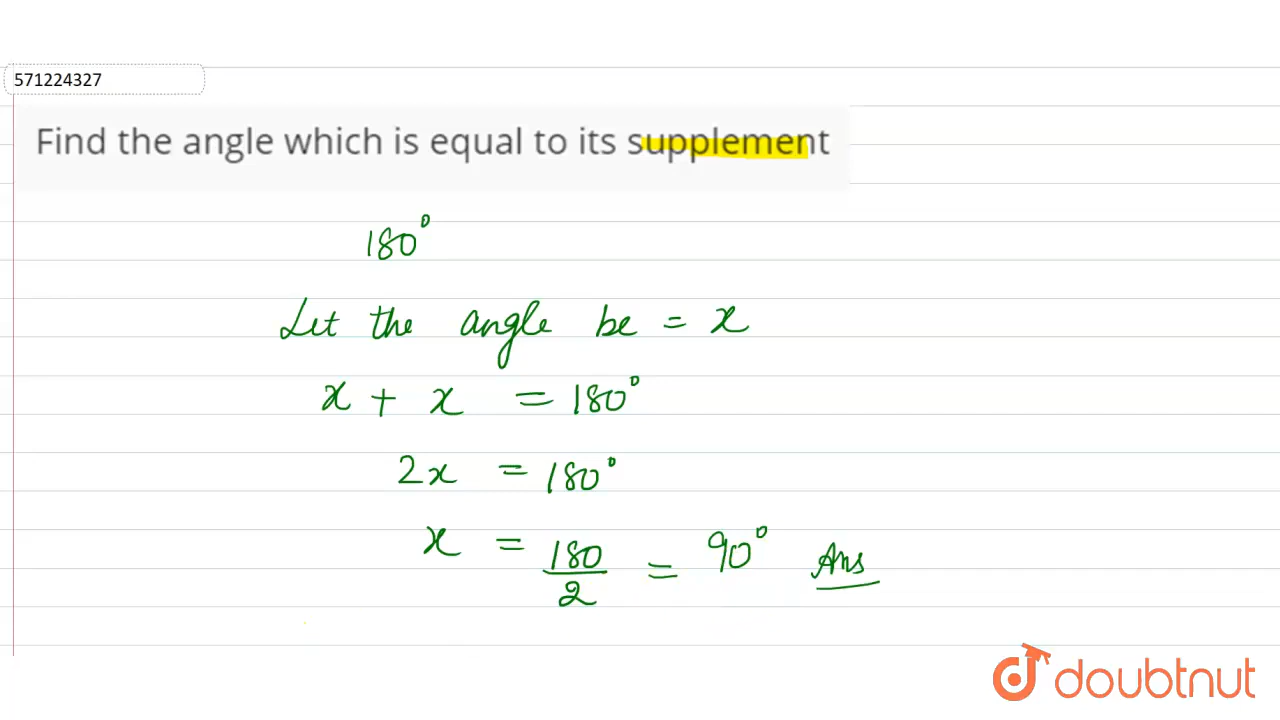 571224327
Find the angle which is equal to its supplement
180°
Let the angle be = x
x + x = 180°
2x = 180°
x = 180/2 = 90° Ans
doubtnut